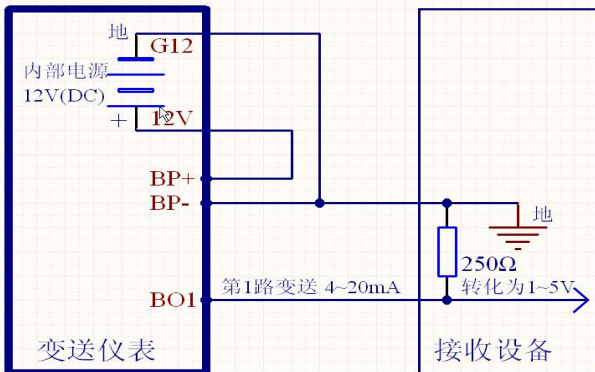 地
G12
内部电源
12V(DC)
+
12V
BP+
BP-
地
250Ω
第1路变送 4~20mA
转化为1~5V
BO1
变送仪表
接收设备